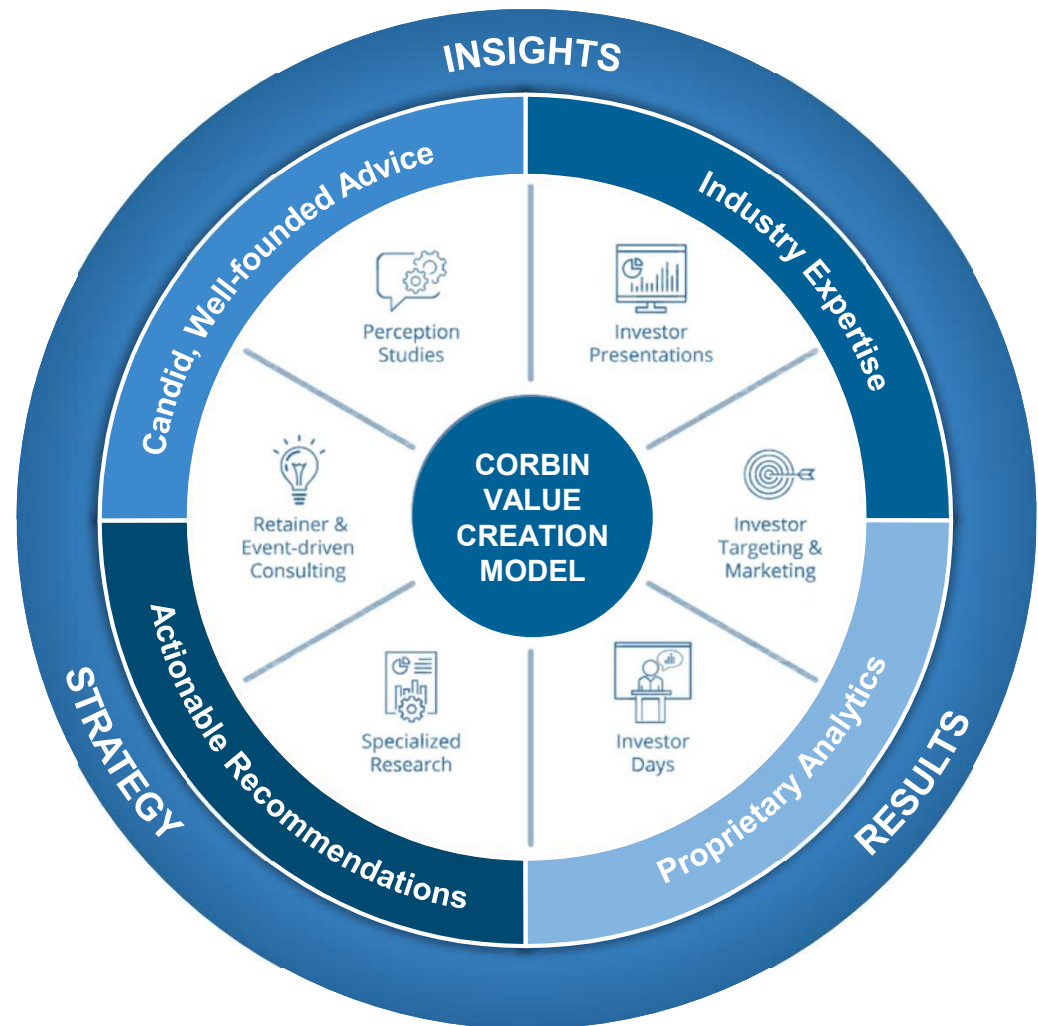 INSIGHTS
Candid, Well-founded Advice
Industry Expertise
Perception
Studies
Investor
Presentations
CORBIN
VALUE
CREATION
MODEL
Retainer &
Event-driven
Consulting
Investor
Targeting &
Marketing
Specialized
Research
Investor
Days
Actionable Recommendations
Proprietary Analytics
STRATEGY
RESULTS